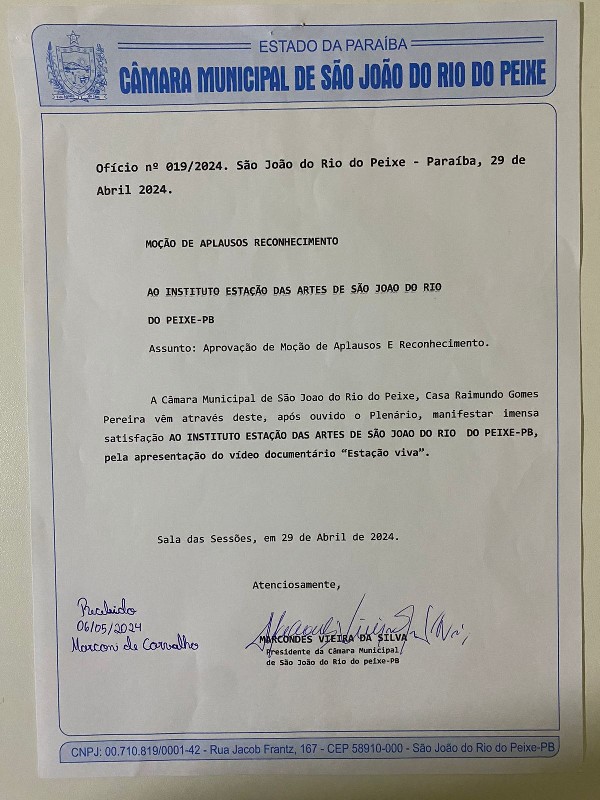 ESTADO DA PARAÍBA
CÂMARA MUNICIPAL DE SÃO JOÃO DO RIO DO PEIXE
Ofício nº 019/2024. São João do Rio do Peixe - Paraíba, 29 de
Abril 2024.
MOÇÃO DE APLAUSOS RECONHECIMENTO
AO INSTITUTO ESTAÇÃO DAS ARTES DE SÃO JOAO DO RIO
DO PEIXE-PB
Assunto: Aprovação de Moção de Aplausos E Reconhecimento.
A Câmara Municipal de São Joao do Rio do Peixe, Casa Raimundo Gomes
Pereira vêm através deste, após ouvido o Plenário, manifestar imensa
satisfação AO INSTITUTO ESTAÇÃO DAS ARTES DE SÃO JOAO DO RIO DO PEIXE-PB,
pela apresentação do vídeo documentário “Estação viva”.
Sala das Sessões, em 29 de Abril de 2024.
Atenciosamente,
Recebido
06/05/2024
Marconi de Carvalho
MARCONDES VIEIRA DA SILVA
Presidente da Câmara Municipal
de São João do Rio do peixe-PB
CNPJ: 00.710.819/0001-42 - Rua Jacob Frantz, 167 - CEP 58910-000 - São João do Rio do Peixe-PB